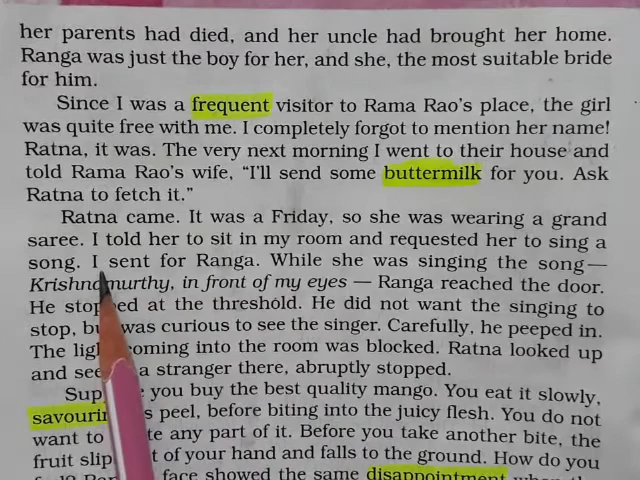 her parents had died, and her uncle had brought her home.
Ranga was just the boy for her, and she, the most suitable bride
for him.
Since I was a frequent visitor to Rama Rao's place, the girl
was quite free with me. I completely forgot to mention her name!
Ratna, it was. The very next morning I went to their house and
told Rama Rao's wife, “I'll send some buttermilk for you. Ask
Ratna to fetch it.”
Ratna came. It was a Friday, so she was wearing a grand
saree. I told her to sit in my room and requested her to sing a
song. I sent for Ranga. While she was singing the song—
Krishnamurthy, in front of my eyes — Ranga reached the door.
He stopped at the threshold. He did not want the singing to
stop, but was curious to see the singer. Carefully, he peeped in.
The light coming into the room was blocked. Ratna looked up
and see a stranger there, abruptly stopped.
you buy the best quality mango. You eat it slowly,
peel, before biting into the juicy flesh. You do not
want to any part of it. Before you take another bite, the
fruit slip of your hand and falls to the ground. How do you
face showed the same disappointment